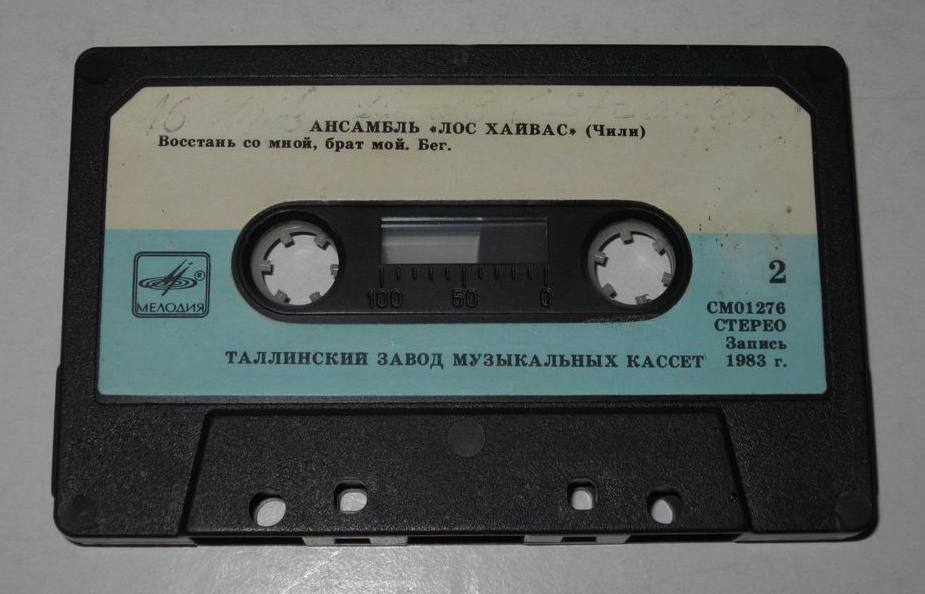 АНСАМБЛЬ «ЛОС ХАЙВАС» (Чили)
Восстань со мной, брат мой. Бег.
МЕЛОДИЯ ®
100 50 0
2
СМ01276
СТЕРЕО
Запись
1983 г.
ТАЛЛИНСКИЙ ЗАВОД МУЗЫКАЛЬНЫХ КАССЕТ